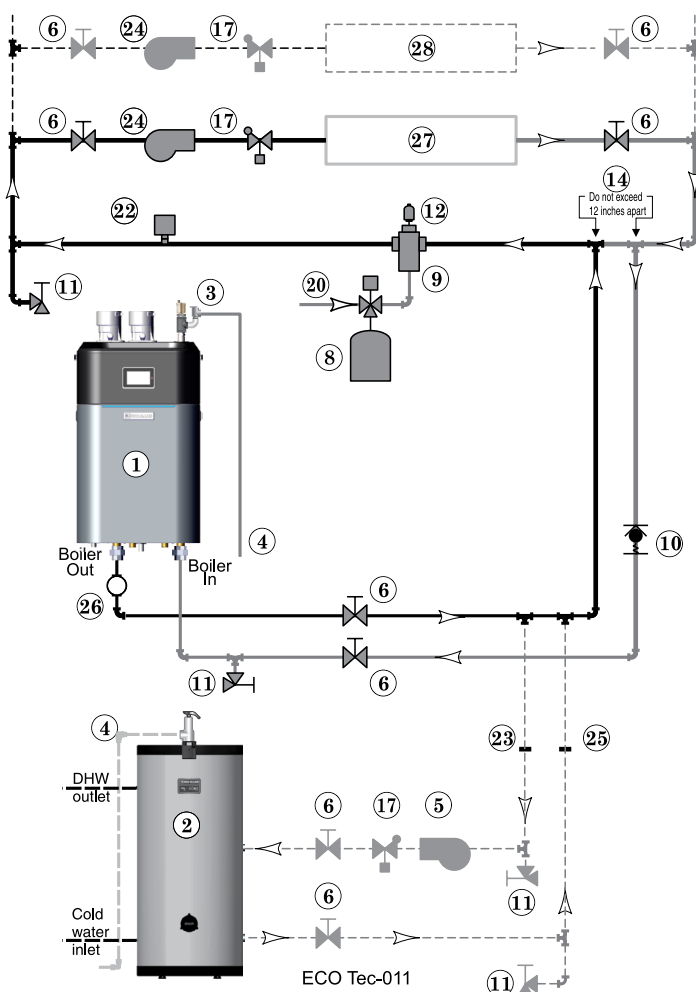 6 24 17 28 6
6 24 17 27 6
14
Do not exceed
12 inches apart
22 12
11 3 20 9
8
1
4 10
Boiler
Out
Boiler
In
26 6
11 6
4 23 25
DHW
outlet
2 6 17 5
6 11
Cold
water
inlet
ECO Tec-011 11